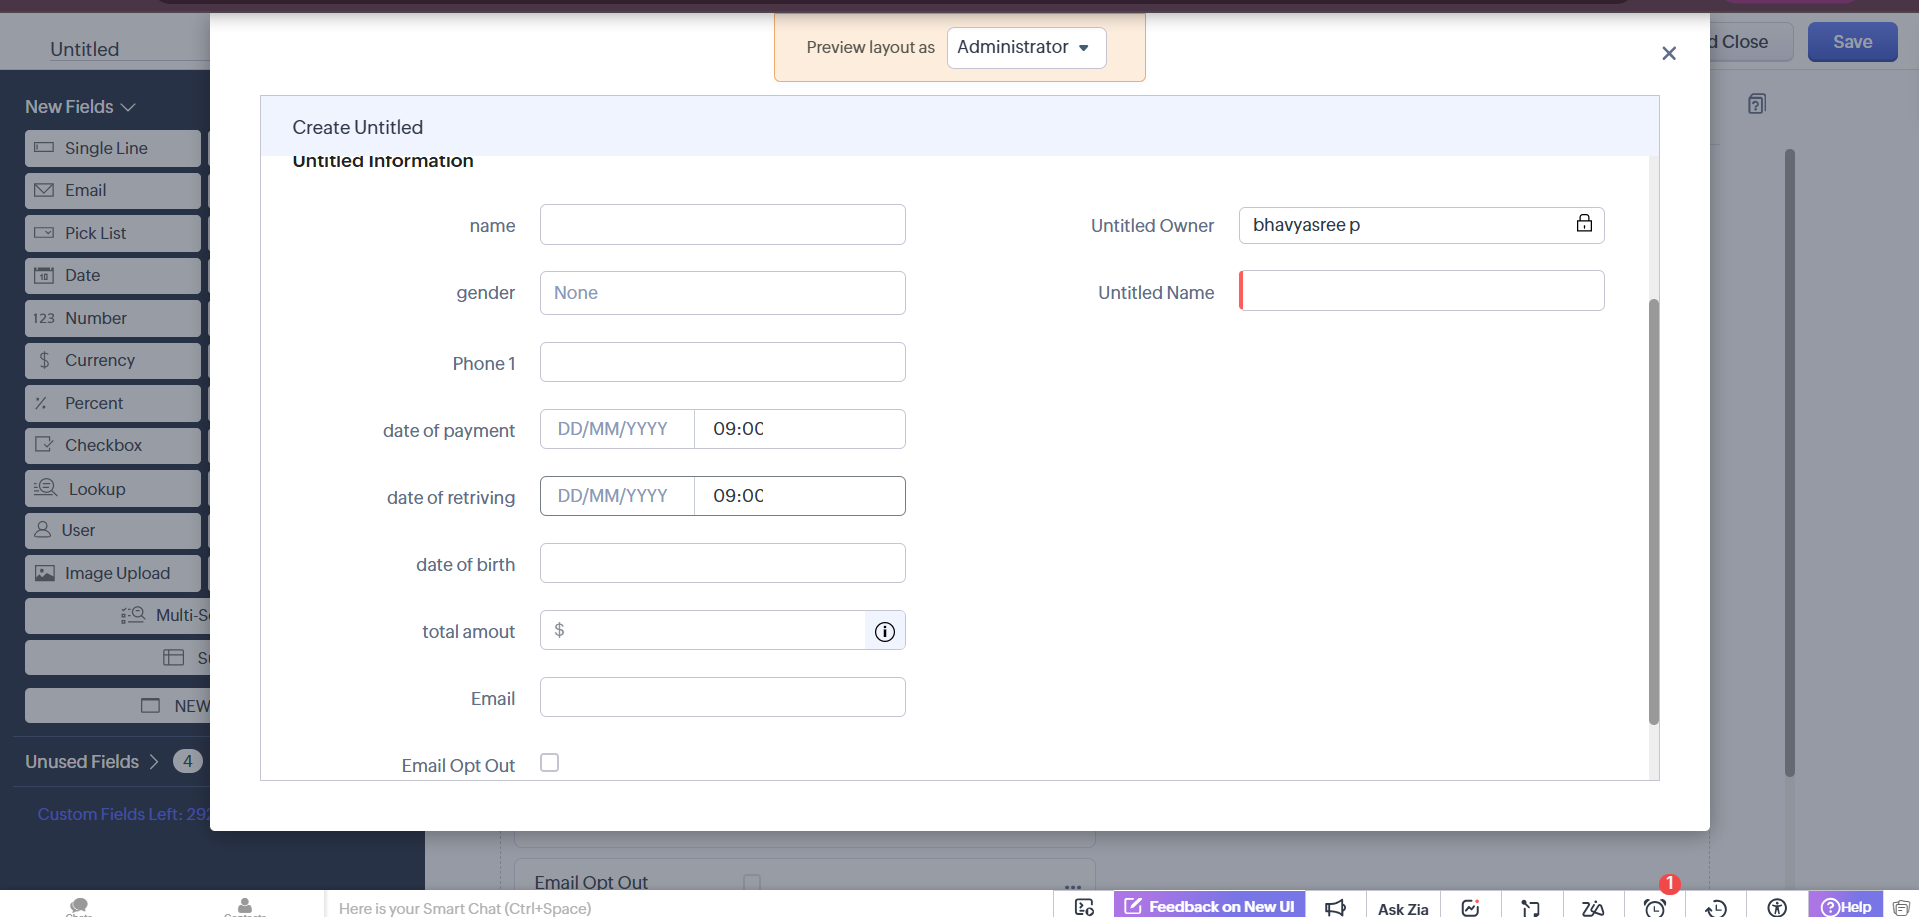 Untitled
Preview layout as Administrator
d Close
Save
New Fields
Single Line
Email
Pick List
Date
123 Number
$ Currency
% Percent
Checkbox
Lookup
User
Image Upload
Multi-S
NEW
Unused Fields 4
Custom Fields Left: 292
Create Untitled
Untitled Information
name
Untitled Owner bhavyasree p
gender None
Untitled Name
Phone 1
date of payment DD/MM/YYYY 09:00
date of retriving DD/MM/YYYY 09:00
date of birth
total amout $
Email
Email Opt Out
Email Opt Out
Chats
Contacts
Here is your Smart Chat (Ctrl+Space)
Feedback on New UI
Ask Zia
1
Help